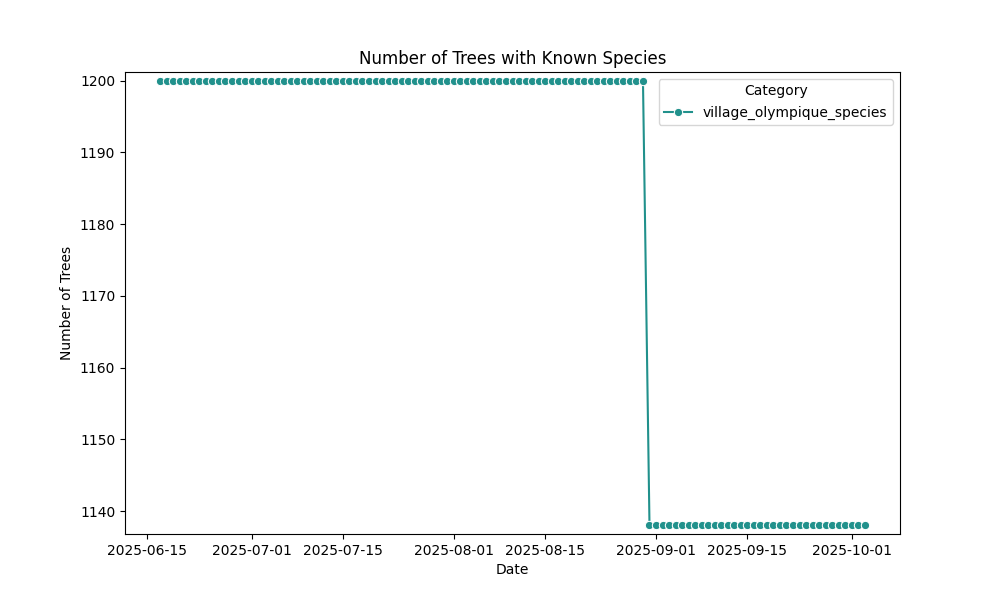 Number of Trees with Known Species
Category
village_olympique_species
Number of Trees
1200
1190
1180
1170
1160
1150
1140
2025-06-15 2025-07-01 2025-07-15 2025-08-01 2025-08-15 2025-09-01 2025-09-15 2025-10-01
Date